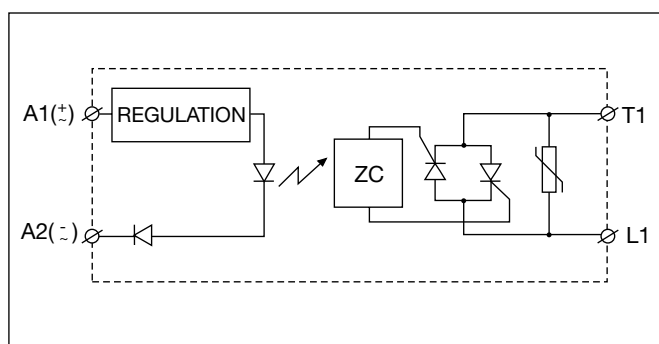 A1(+ ~)
REGULATION
T1
ZC
A2(- ~)
L1